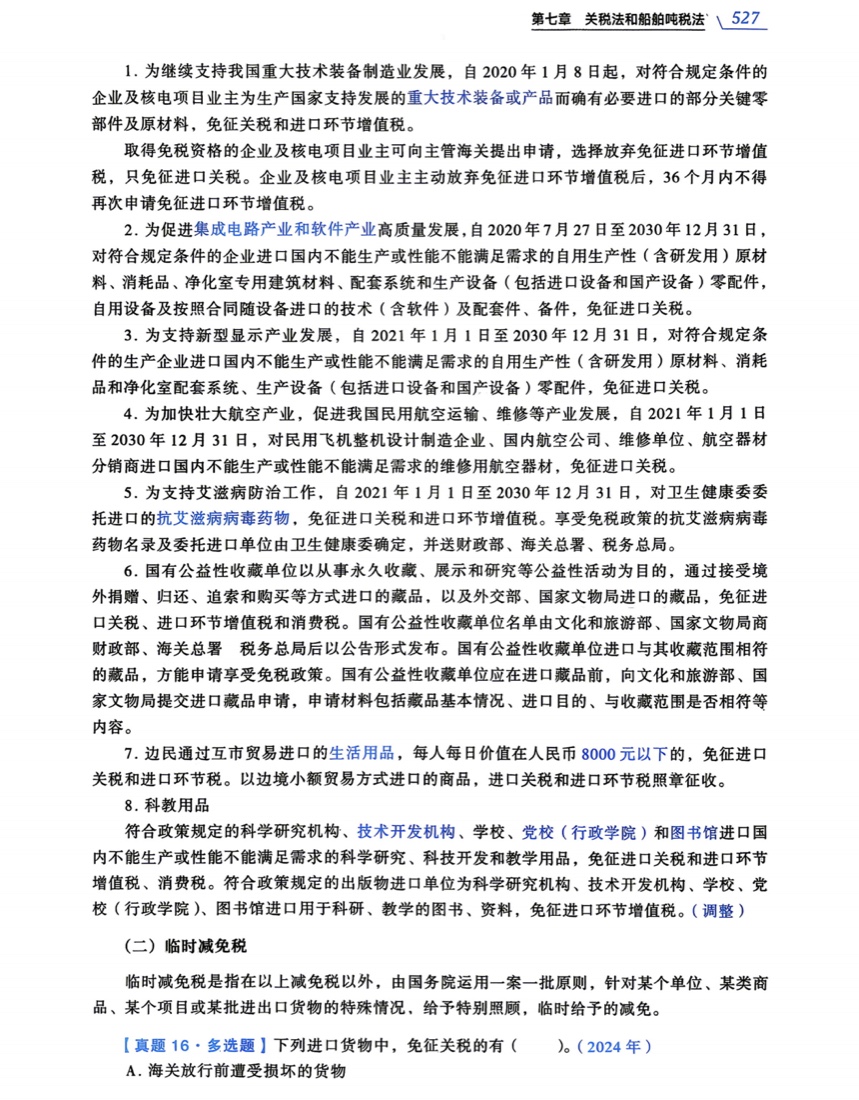 第七章 关税法和船舶吨税法 527
1. 为继续支持我国重大技术装备制造业发展，自 2020 年 1 月 8 日起，对符合规定条件的
企业及核电项目业主为生产国家支持发展的重大技术装备或产品而确有必要进口的部分关键零
部件及原材料，免征关税和进口环节增值税。
取得免税资格的企业及核电项目业主可向主管海关提出申请，选择放弃免征进口环节增值
税，只免征进口关税。企业及核电项目业主主动放弃免征进口环节增值税后，36 个月内不得
再次申请免征进口环节增值税。
2. 为促进集成电路产业和软件产业高质量发展，自 2020 年 7 月 27 日至 2030 年 12 月 31 日，
对符合规定条件的企业进口国内不能生产或性能不能满足需求的自用生产性（含研发用）原材
料、消耗品、净化室专用建筑材料、配套系统和生产设备（包括进口设备和国产设备）零配件，
自用设备及按照合同随设备进口的技术（含软件）及配套件、备件，免征进口关税。
3. 为支持新型显示产业发展，自 2021 年 1 月 1 日至 2030 年 12 月 31 日，对符合规定条
件的生产企业进口国内不能生产或性能不能满足需求的自用生产性（含研发用）原材料、消耗
品和净化室配套系统、生产设备（包括进口设备和国产设备）零配件，免征进口关税。
4. 为加快壮大航空产业，促进我国民用航空运输、维修等产业发展，自 2021 年 1 月 1 日
至 2030 年 12 月 31 日，对民用飞机整机设计制造企业、国内航空公司、维修单位、航空器材
分销商进口国内不能生产或性能不能满足需求的维修用航空器材，免征进口关税。
5. 为支持艾滋病防治工作，自 2021 年 1 月 1 日至 2030 年 12 月 31 日，对卫生健康委委
托进口的抗艾滋病病毒药物，免征进口关税和进口环节增值税。享受免税政策的抗艾滋病病毒
药物名录及委托进口单位由卫生健康委确定，并送财政部、海关总署、税务总局。
6. 国有公益性收藏单位以从事永久收藏、展示和研究等公益性活动为目的，通过接受境
外捐赠、归还、追索和购买等方式进口的藏品，以及外交部、国家文物局进口的藏品，免征进
口关税、进口环节增值税和消费税。国有公益性收藏单位名单由文化和旅游部、国家文物局商
财政部、海关总署 税务总局后以公告形式发布。国有公益性收藏单位进口与其收藏范围相符
的藏品，方能申请享受免税政策。国有公益性收藏单位应在进口藏品前，向文化和旅游部、国
家文物局提交进口藏品申请，申请材料包括藏品基本情况、进口目的、与收藏范围是否相符等
内容。
7. 边民通过互市贸易进口的生活用品，每人每日价值在人民币 8000 元以下的，免征进口
关税和进口环节税。以边境小额贸易方式进口的商品，进口关税和进口环节税照章征收。
8. 科教用品
符合政策规定的科学研究机构、技术开发机构、学校、党校（行政学院）和图书馆进口国
内不能生产或性能不能满足需求的科学研究、科技开发和教学用品，免征进口关税和进口环节
增值税、消费税。符合政策规定的出版物进口单位为科学研究机构、技术开发机构、学校、党
校（行政学院）、图书馆进口用于科研、教学的图书、资料，免征进口环节增值税。（调整）
（二）临时减免税
临时减免税是指在以上减免税以外，由国务院运用一案一批原则，针对某个单位、某类商
品、某个项目或某批进出口货物的特殊情况，给予特别照顾，临时给予的减免。
【真题 16·多选题】下列进口货物中，免征关税的有（ ）。（2024 年）
A. 海关放行前遭受损坏的货物